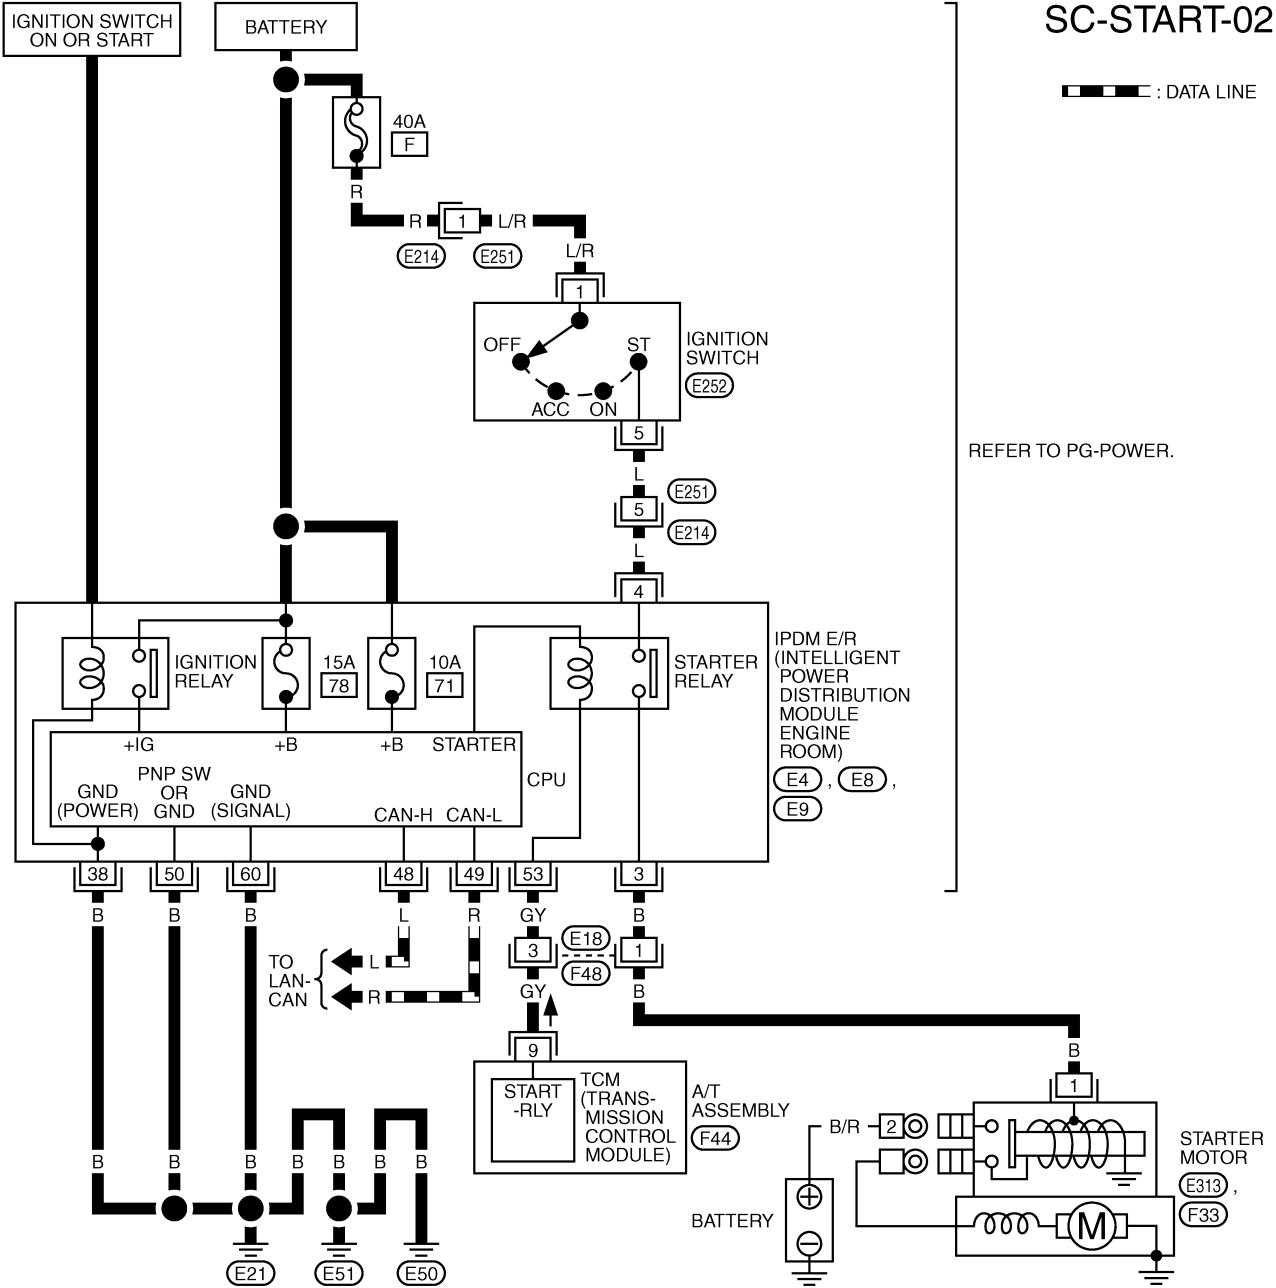 IGNITION SWITCH
ON OR START
BATTERY
SC-START-02
: DATA LINE
40A
F
R
R
1
L/R
E214
E251
L/R
1
OFF
ST
ACC
ON
IGNITION
SWITCH
E252
5
L
E251
5
E214
L
4
REFER TO PG-POWER.
IGNITION
RELAY
15A
78
10A
71
STARTER
RELAY
IPDM E/R
(INTELLIGENT
POWER
DISTRIBUTION
MODULE
ENGINE
ROOM)
E4 , E8 ,
E9
+IG
+B
+B
STARTER
CPU
GND
(POWER)
PNP SW
OR
GND
GND
(SIGNAL)
CAN-H
CAN-L
38
50
60
48
49
53
3
B
B
B
L
R
GY
B
TO
LAN-
CAN
L
R
3
E18
F48
1
GY
B
9
START
-RLY
TCM
(TRANS-
MISSION
CONTROL
MODULE)
A/T
ASSEMBLY
F44
B
1
B/R
2
BATTERY
+
−
M
STARTER
MOTOR
E313 ,
F33
B
B
B
B
B
B
B
E21
E51
E50